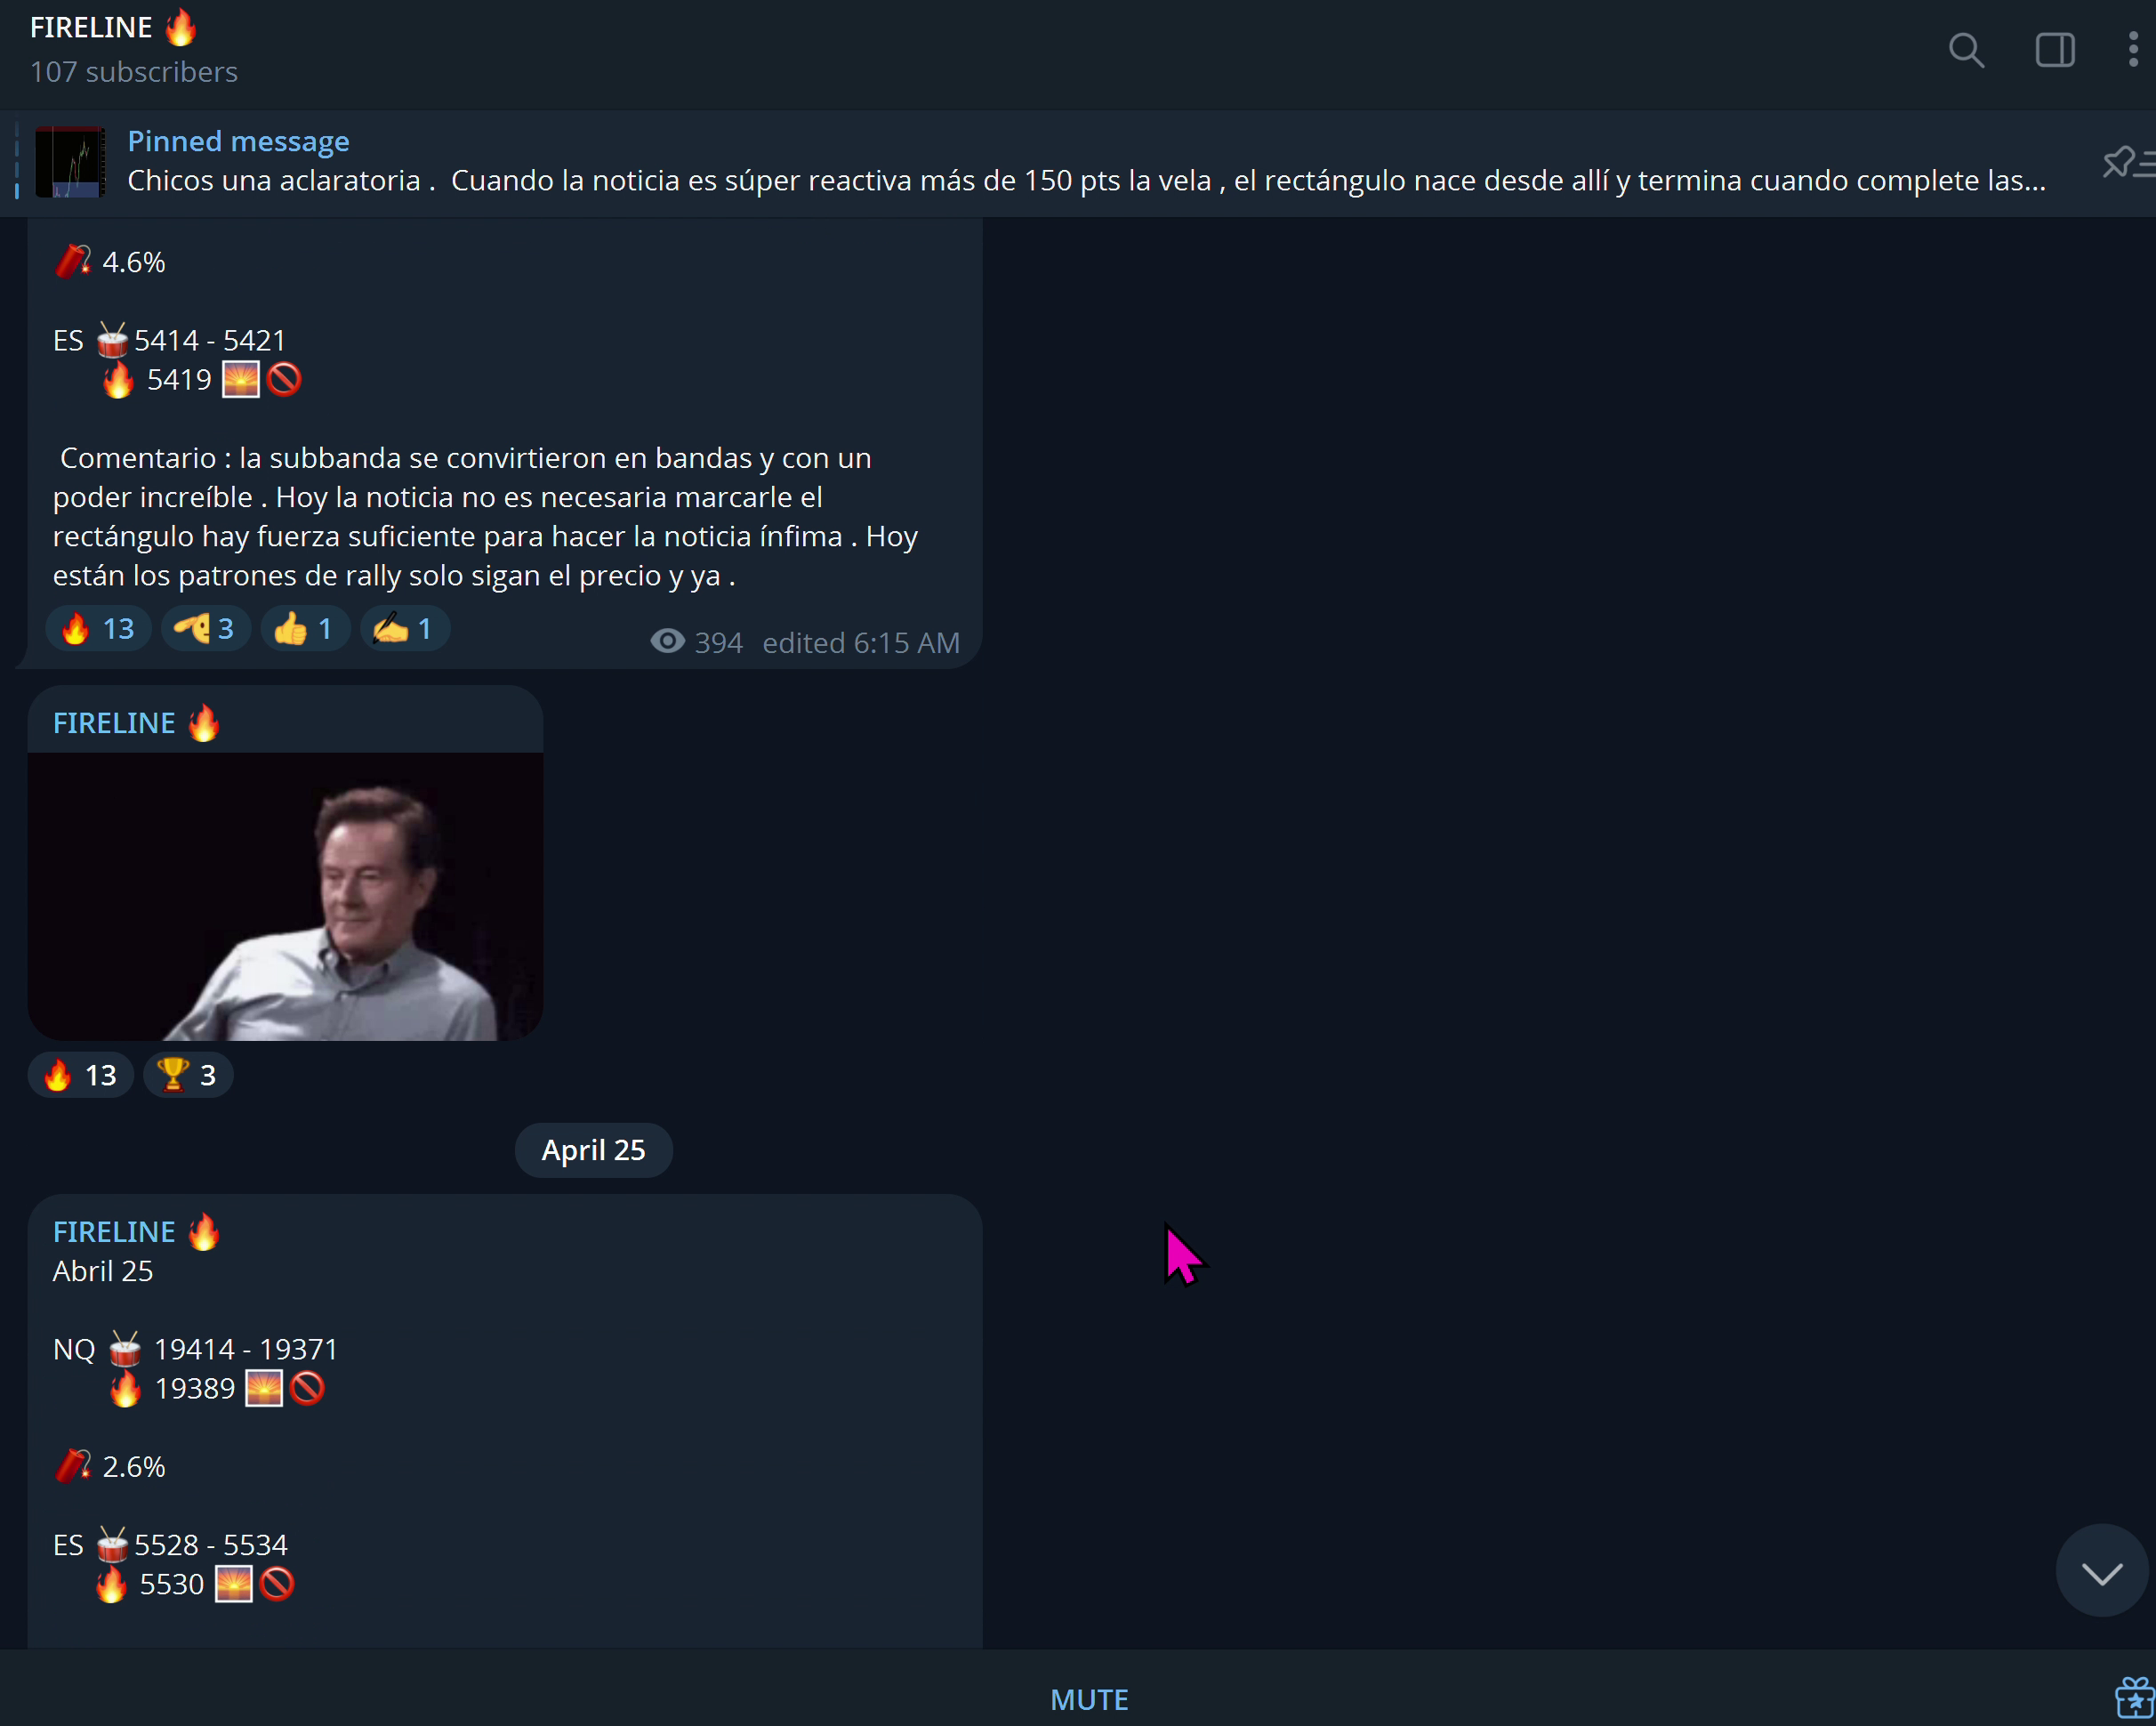 FIRELINE 🔥
107 subscribers
Pinned message
Chicos una aclaratoria .  Cuando la noticia es súper reactiva más de 150 pts la vela , el rectángulo nace desde allí y termina cuando complete las...
🧨 4.6%
ES 🥁5414 - 5421
🔥 5419 🌅🚫
Comentario : la subbanda se convirtieron en bandas y con un
poder increíble . Hoy la noticia no es necesaria marcarle el
rectángulo hay fuerza suficiente para hacer la noticia ínfima . Hoy
están los patrones de rally solo sigan el precio y ya .
🔥 13 🫡 3 👍 1 ✍️ 1
394 edited 6:15 AM
FIRELINE 🔥
🔥 13 🏆 3
April 25
FIRELINE 🔥
Abril 25
NQ 🥁 19414 - 19371
🔥 19389 🌅🚫
🧨 2.6%
ES 🥁5528 - 5534
🔥 5530 🌅🚫
MUTE